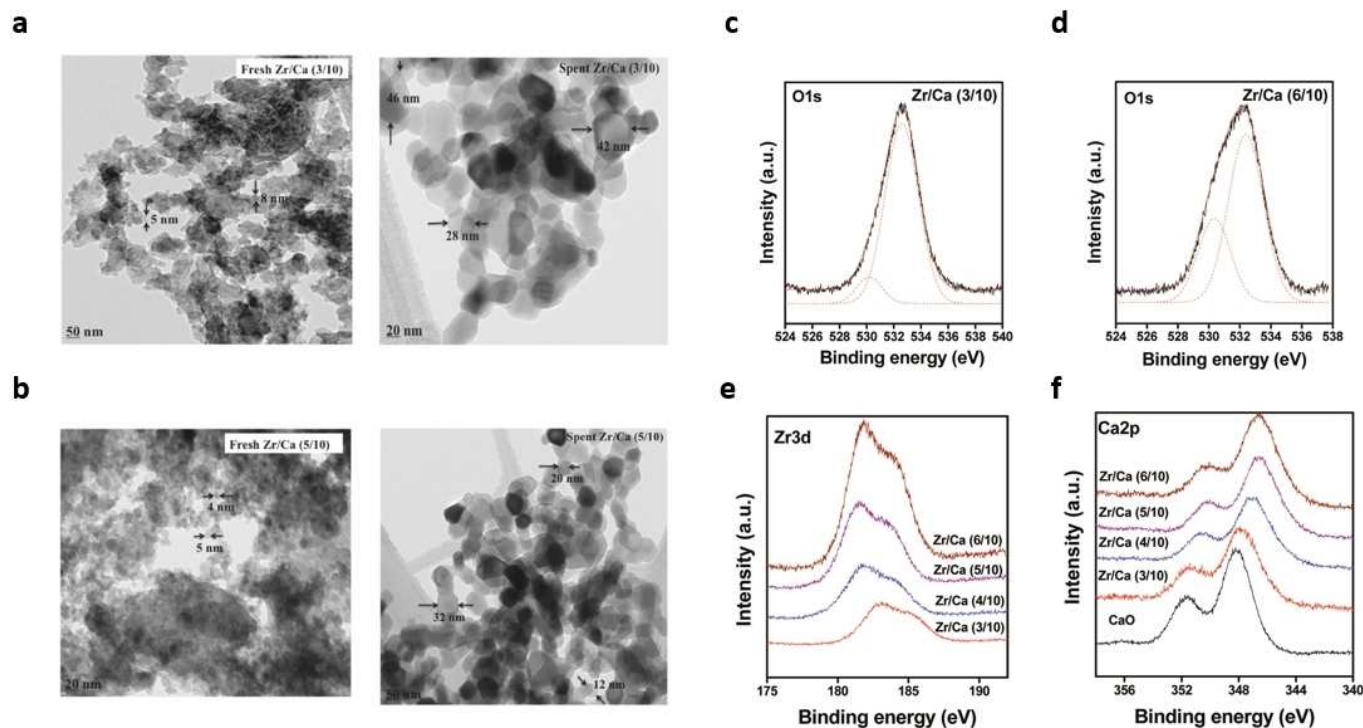 a
Fresh Zr/Ca (3/10)
8 nm
5 nm
50 nm
Spent Zr/Ca (3/10)
46 nm
42 nm
28 nm
20 nm
b
Fresh Zr/Ca (5/10)
4 nm
5 nm
20 nm
Spent Zr/Ca (5/10)
20 nm
32 nm
12 nm
20 nm
c
O1s
Zr/Ca (3/10)
Intensity (a.u.)
524 526 528 530 532 534 536 538 540
Binding energy (eV)
d
O1s
Zr/Ca (6/10)
Intenisty (a.u.)
524 526 528 530 532 534 536 538
Binding energy (eV)
e
Zr3d
Zr/Ca (6/10)
Zr/Ca (5/10)
Zr/Ca (4/10)
Zr/Ca (3/10)
Intensity (a.u.)
175 180 185 190
Binding energy (eV)
f
Ca2p
Zr/Ca (6/10)
Zr/Ca (5/10)
Zr/Ca (4/10)
Zr/Ca (3/10)
CaO
Intensity (a.u.)
356 352 348 344 340
Binding energy (eV)